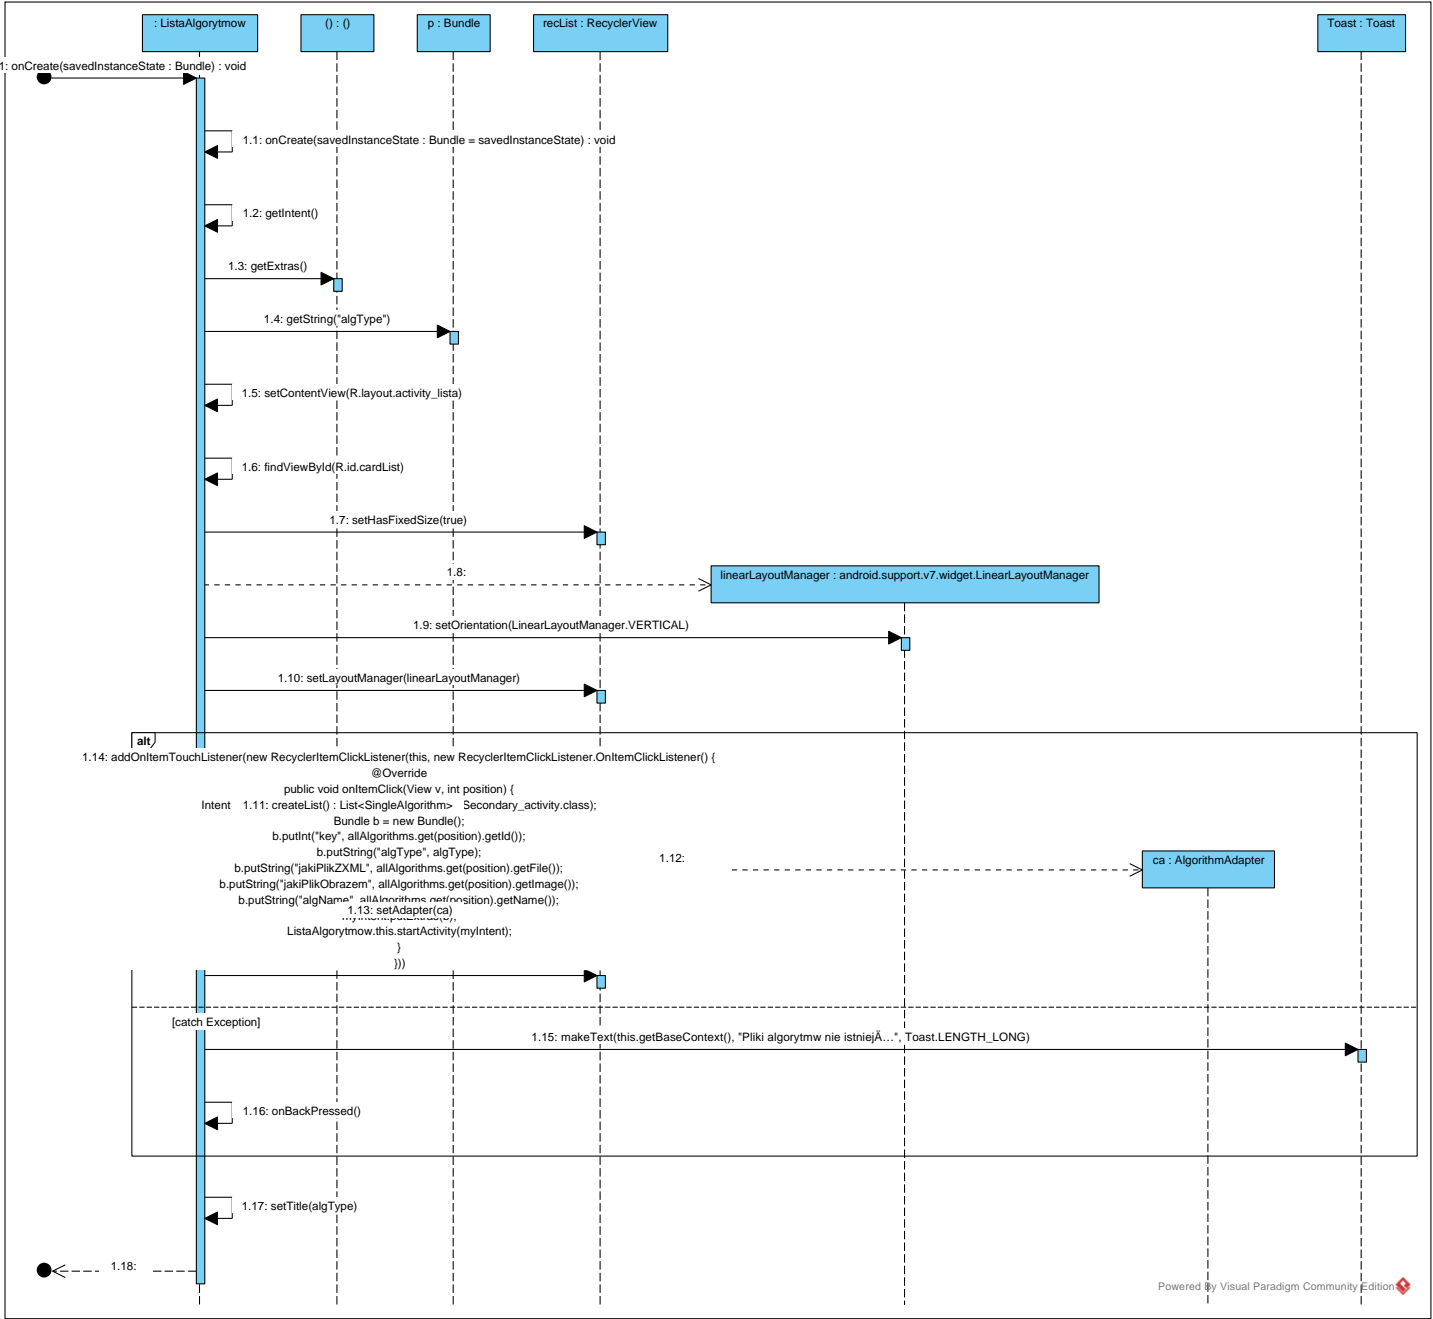 : ListaAlgorytmow
() : ()
p : Bundle
recList : RecyclerView
Toast : Toast
1: onCreate(savedInstanceState : Bundle) : void
1.1: onCreate(savedInstanceState : Bundle = savedInstanceState) : void
1.2: getIntent()
1.3: getExtras()
1.4: getString("algType")
1.5: setContentView(R.layout.activity_lista)
1.6: findViewById(R.id.cardList)
1.7: setHasFixedSize(true)
1.8:
linearLayoutManager : android.support.v7.widget.LinearLayoutManager
1.9: setOrientation(LinearLayoutManager.VERTICAL)
1.10: setLayoutManager(linearLayoutManager)
alt
1.14: addOnItemTouchListener(new RecyclerItemClickListener(this, new RecyclerItemClickListener.OnItemClickListener() {
@Override
public void onItemClick(View v, int position) {
Intent 1.11: createList() : List<SingleAlgorithm> Secondary_activity.class);
Bundle b = new Bundle();
b.putInt("key", allAlgorithms.get(position).getId());
b.putString("algType", algType);
1.12:
ca : AlgorithmAdapter
b.putString("jakiPlikZXML", allAlgorithms.get(position).getFile());
b.putString("jakiPlikObrazem", allAlgorithms.get(position).getImage());
b.putString("algName", allAlgorithms.get(position).getName());
1.13: setAdapter(ca)
ListaAlgorytmow.this.startActivity(myIntent);
}
}))
[catch Exception]
1.15: makeText(this.getBaseContext(), "Pliki algorytmw nie istniejÄ…", Toast.LENGTH_LONG)
1.16: onBackPressed()
1.17: setTitle(algType)
1.18:
Powered By Visual Paradigm Community Edition